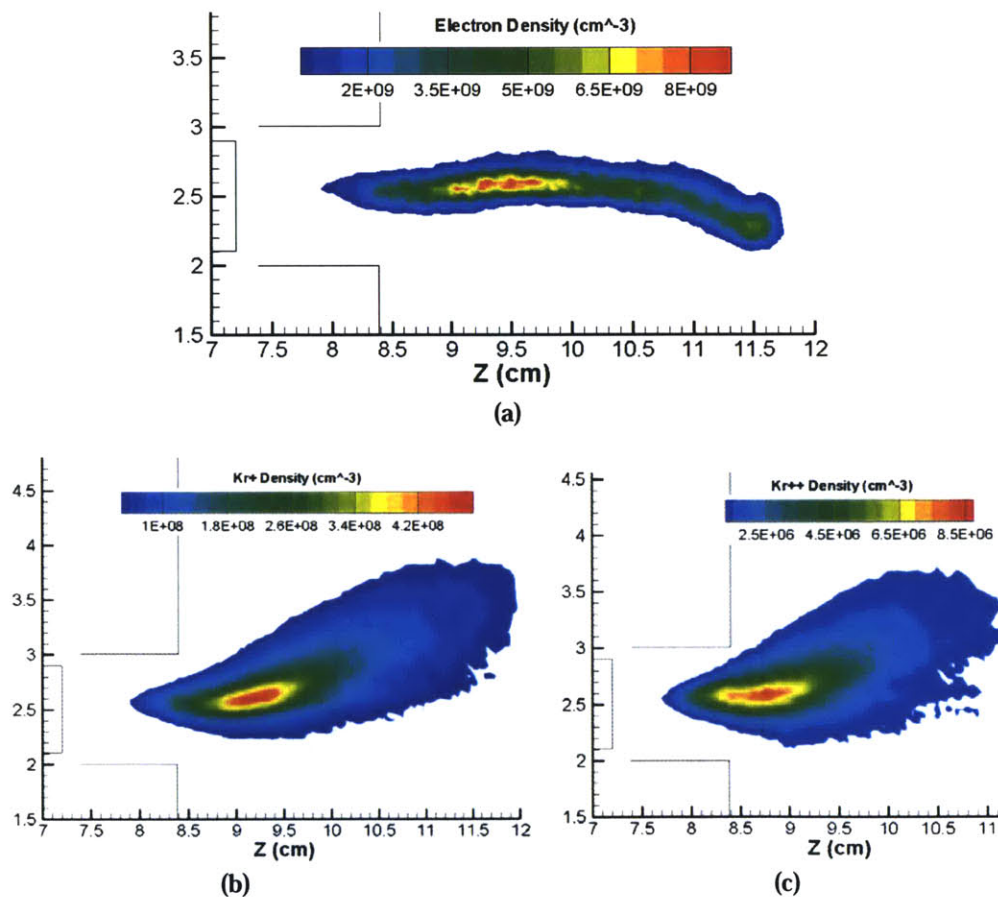 Electron Density (cm^-3)
2E+09 3.5E+09 5E+09 6.5E+09 8E+09
3.5
3
2.5
2
1.5
7 7.5 8 8.5 9 9.5 10 10.5 11 11.5 12
Z (cm)
(a)
Kr+ Density (cm^-3)
1E+08 1.8E+08 2.6E+08 3.4E+08 4.2E+08
4.5
4
3.5
3
2.5
2
1.5
7 7.5 8 8.5 9 9.5 10 10.5 11 11.5 12
Z (cm)
(b)
Kr++ Density (cm^-3)
2.5E+06 4.5E+06 6.5E+06 8.5E+06
4.5
4
3.5
3
2.5
2
1.5
7 7.5 8 8.5 9 9.5 10 10.5 11
Z (cm)
(c)